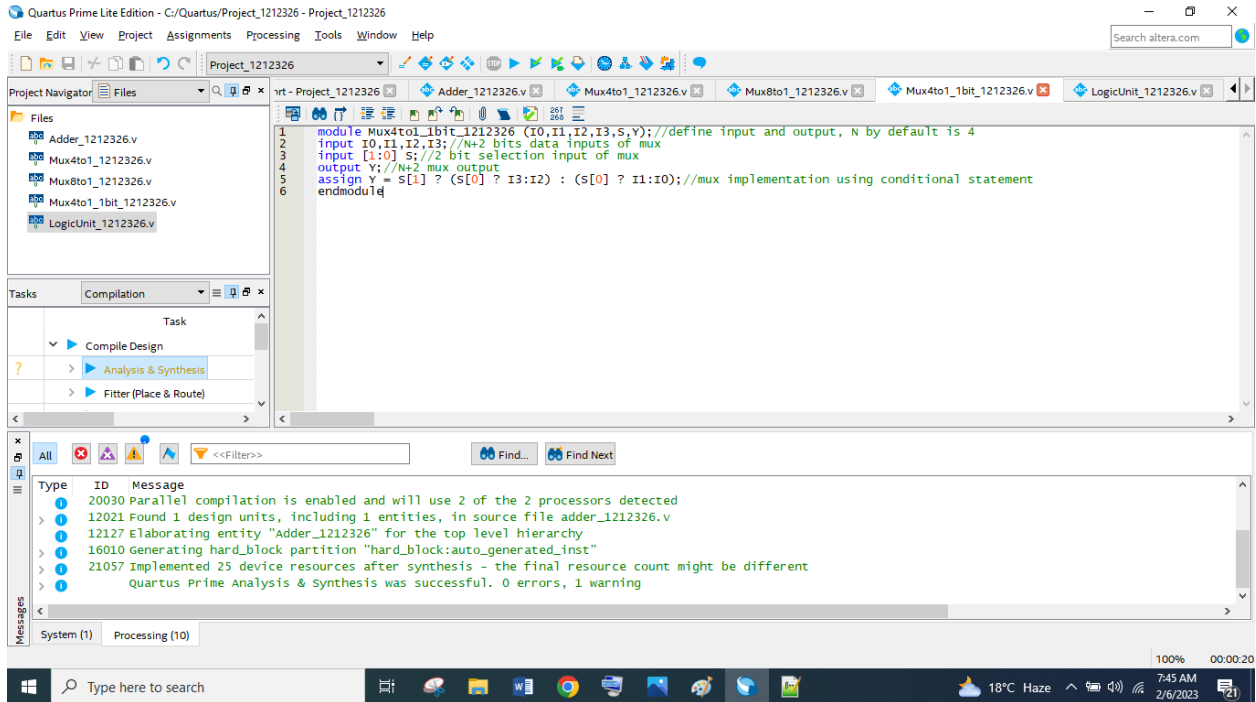 Quartus Prime Lite Edition - C:/Quartus/Project_1212326 - Project_1212326
File Edit View Project Assignments Processing Tools Window Help
Search altera.com
Project_1212326
Project Navigator Files
ort - Project_1212326 Adder_1212326.v Mux4to1_1212326.v Mux8to1_1212326.v Mux4to1_1bit_1212326.v LogicUnit_1212326.v
Files
Adder_1212326.v
Mux4to1_1212326.v
Mux8to1_1212326.v
Mux4to1_1bit_1212326.v
LogicUnit_1212326.v
267
268
1 module Mux4to1_1bit_1212326 (I0,I1,I2,I3,S,Y);//define input and output, N by default is 4
2 input I0,I1,I2,I3;//N+2 bits data inputs of mux
3 input [1:0] S;//2 bit selection input of mux
4 output Y;//N+2 mux output
5 assign Y = S[1] ? (S[0] ? I3:I2) : (S[0] ? I1:I0);//mux implementation using conditional statement
6 endmodule
Tasks Compilation
Task
Compile Design
? Analysis & Synthesis
Fitter (Place & Route)
All <<Filter>> Find... Find Next
Type ID Message
20030 Parallel compilation is enabled and will use 2 of the 2 processors detected
12021 Found 1 design units, including 1 entities, in source file adder_1212326.v
12127 Elaborating entity "Adder_1212326" for the top level hierarchy
16010 Generating hard_block partition "hard_block:auto_generated_inst"
21057 Implemented 25 device resources after synthesis - the final resource count might be different
Quartus Prime Analysis & Synthesis was successful. 0 errors, 1 warning
Messages
System (1) Processing (10)
100% 00:00:20
Type here to search
18°C Haze
7:45 AM
2/6/2023
21